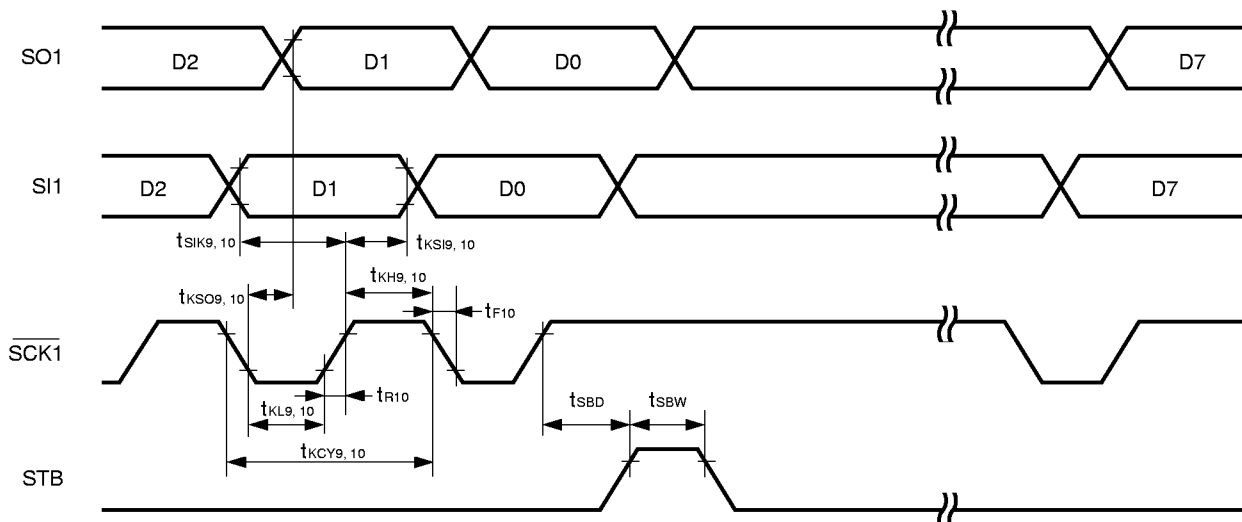 SO1 D2 D1 D0 D7
SI1 D2 D1 D0 D7
tSIK9, 10 tKSI9, 10
tKSO9, 10 tKH9, 10 tF10
SCK1
tKL9, 10 tR10 tSBD tSBW
tKCY9, 10
STB